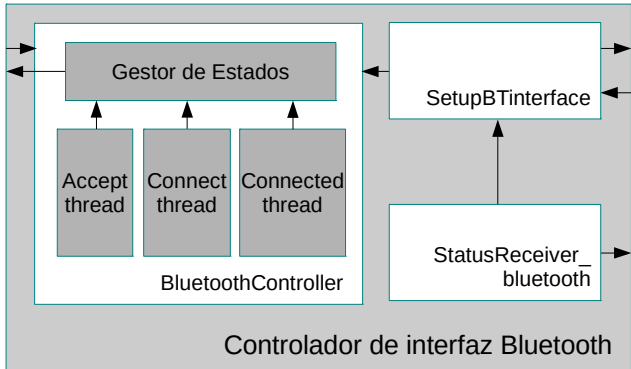 Gestor de Estados
Accept
thread
Connect
thread
Connected
thread
BluetoothController
SetupBTinterface
StatusReceiver_
bluetooth
Controlador de interfaz Bluetooth